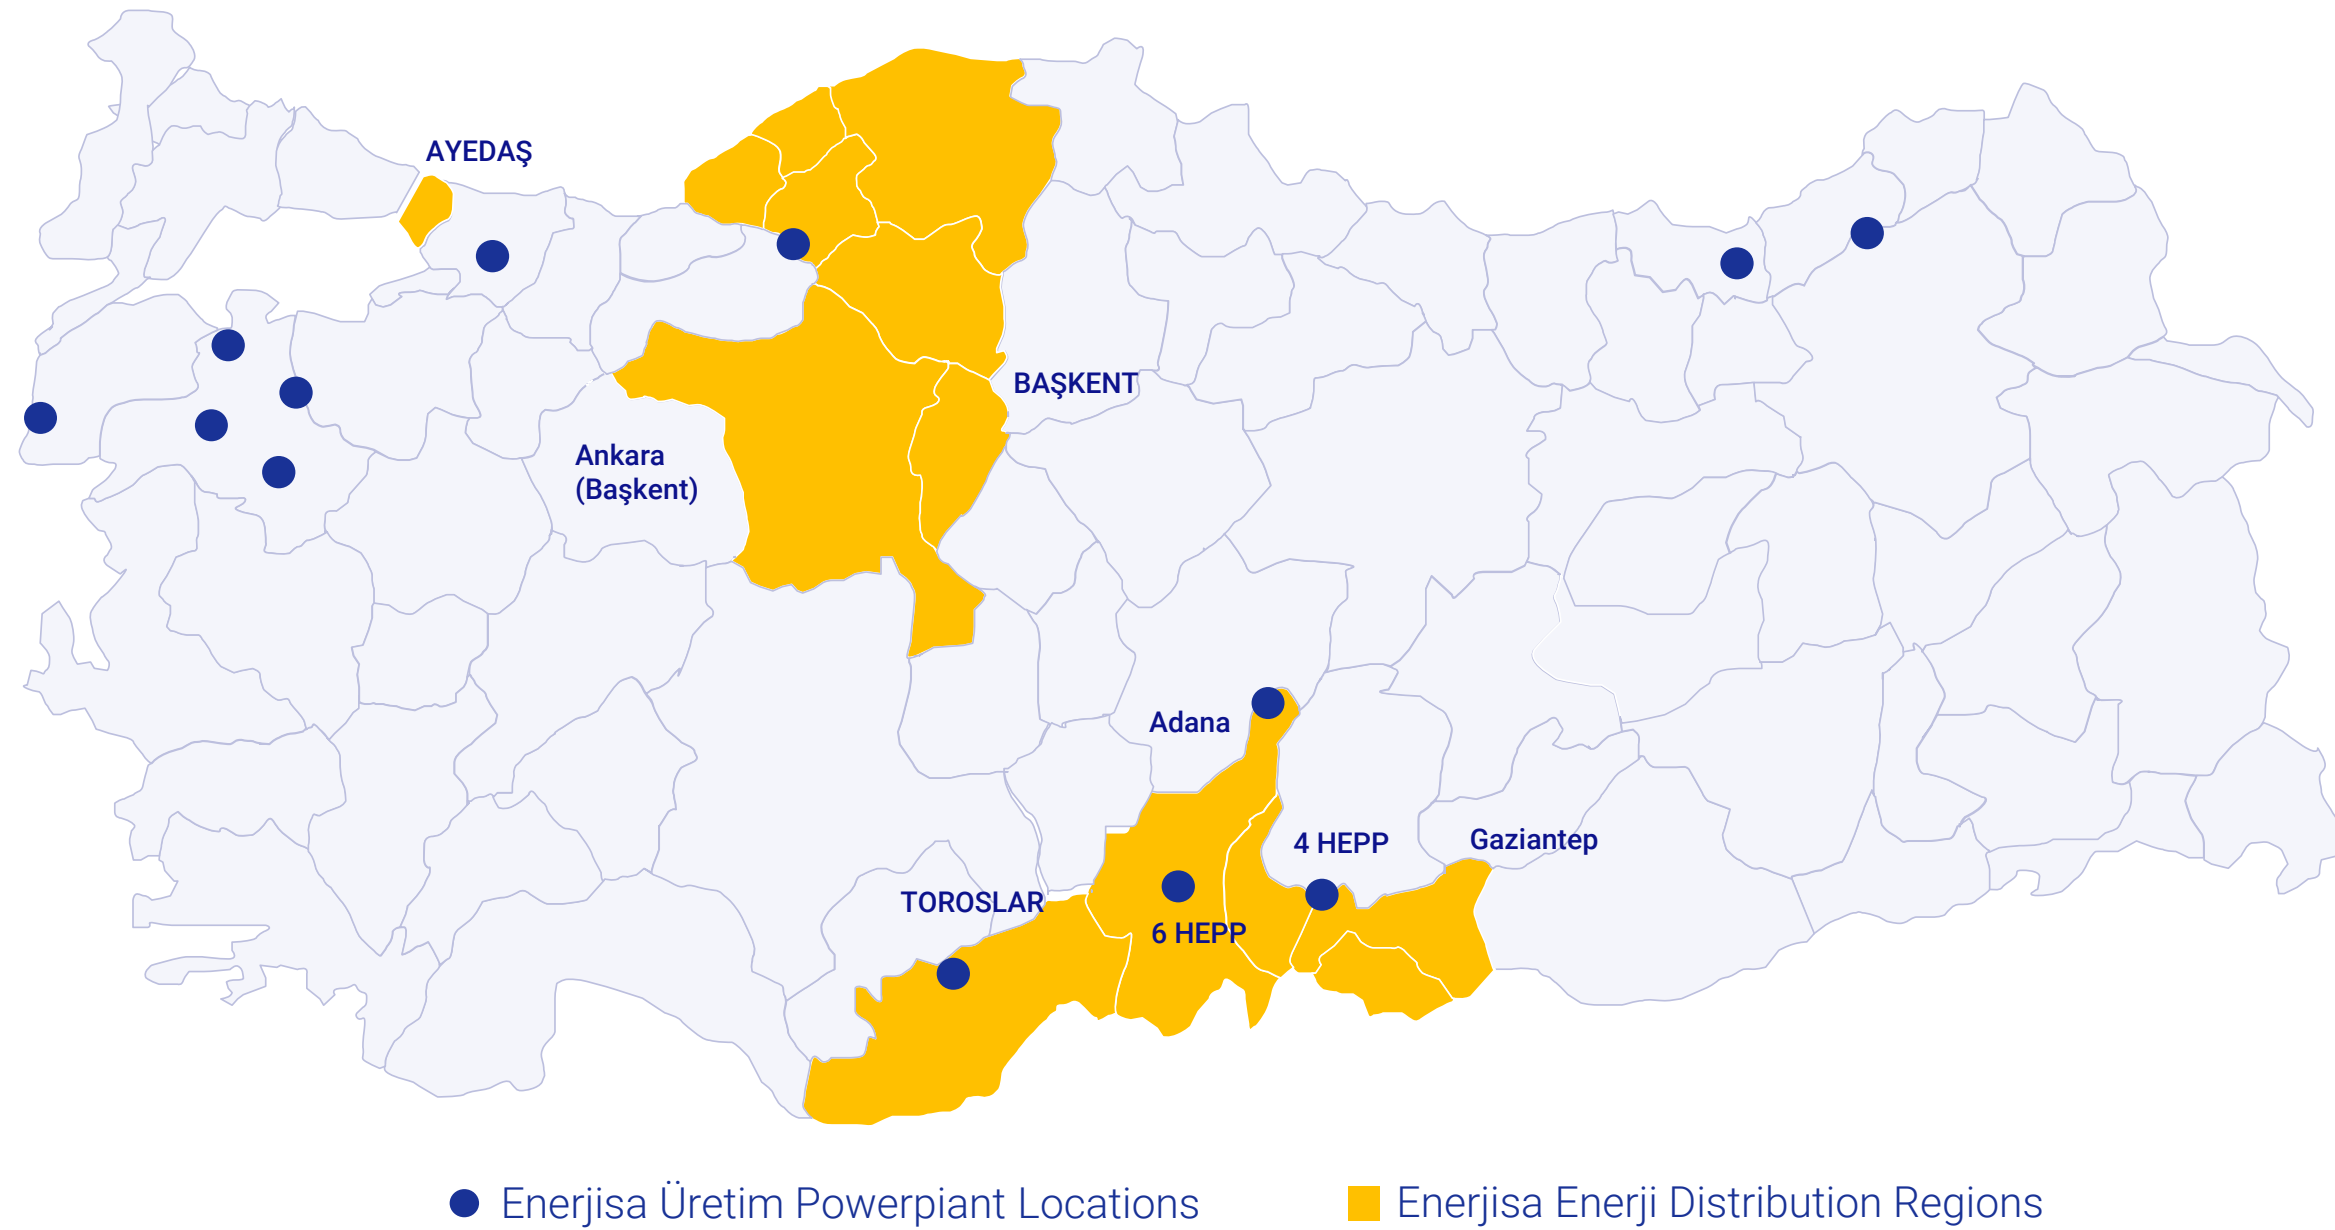 AYEDAŞ
BAŞKENT
Ankara
(Başkent)
Adana
4 HEPP
Gaziantep
TOROSLAR
6 HEPP
Enerjisa Üretim Powerpiant Locations
Enerjisa Enerji Distribution Regions